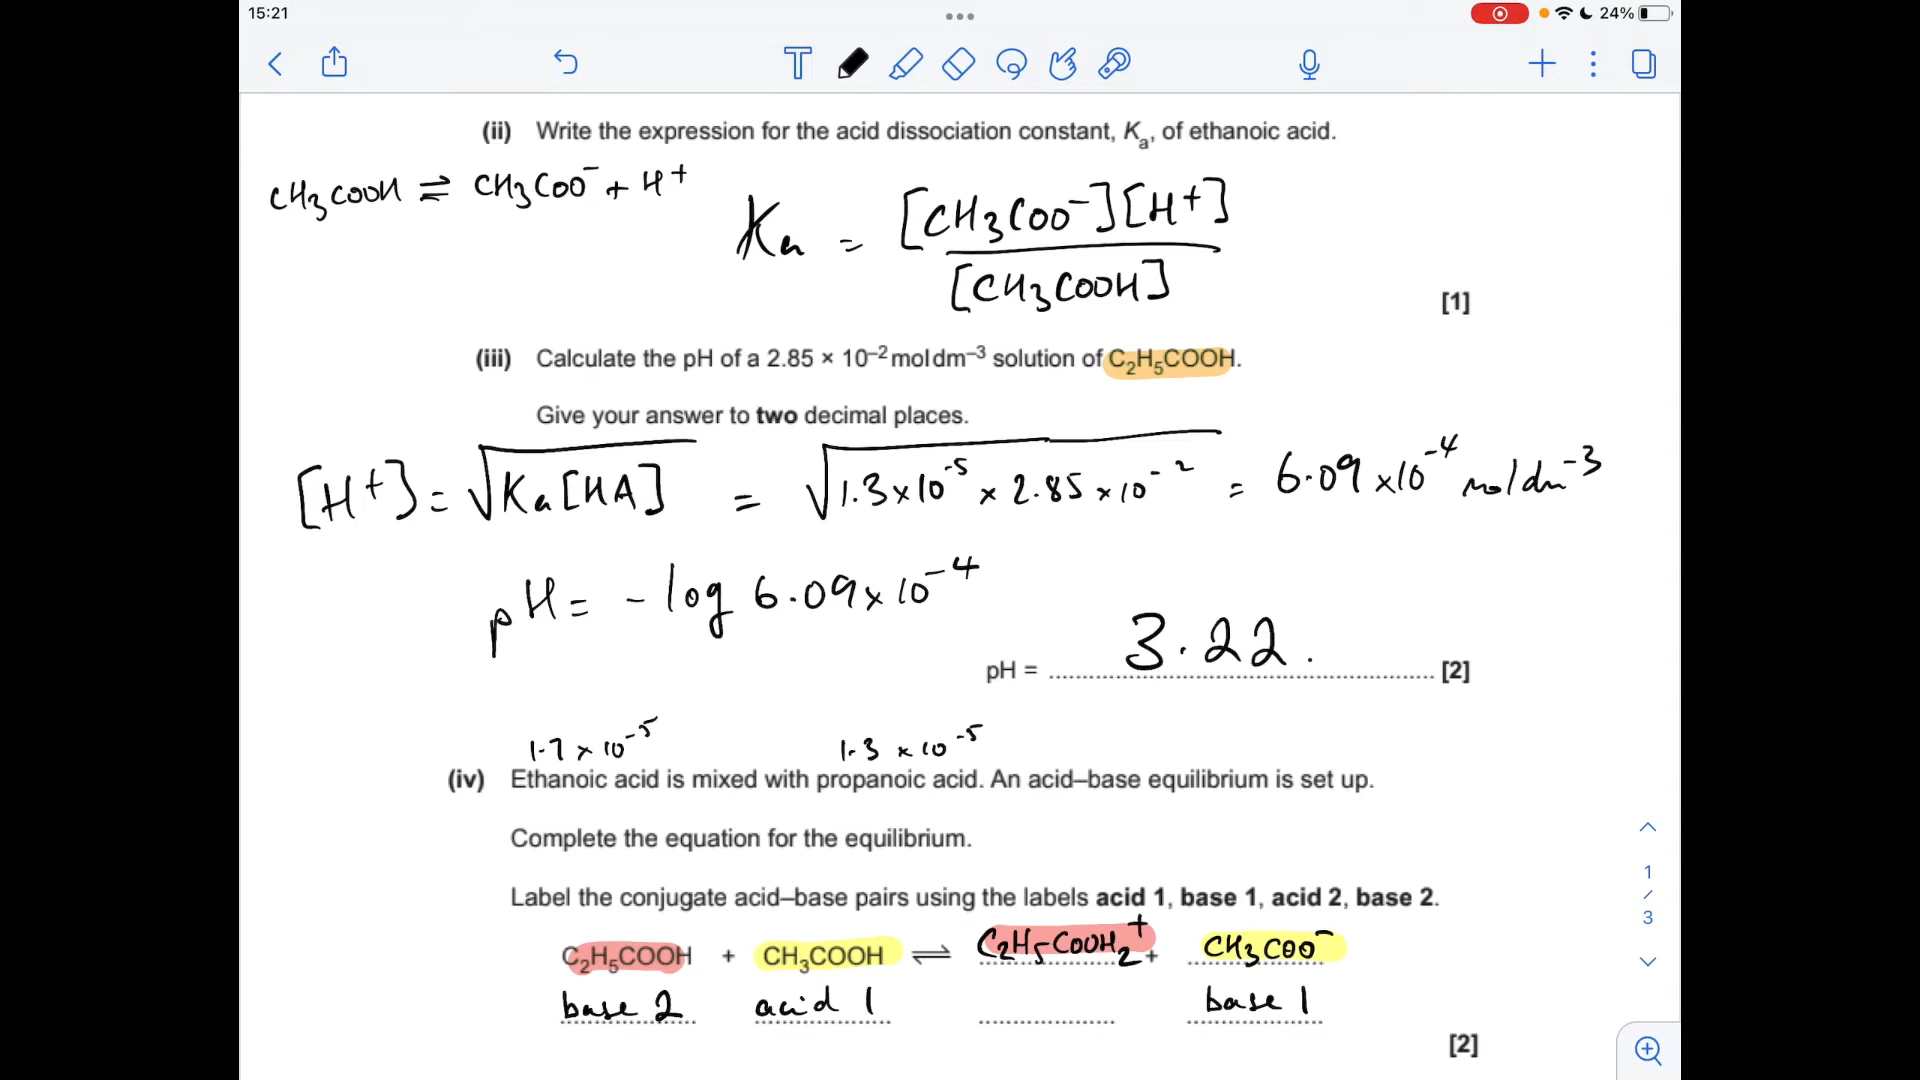 15:21
24%
(ii) Write the expression for the acid dissociation constant, Kₐ, of ethanoic acid.
CH₃COOH ⇌ CH₃COO⁻ + H⁺
Kₐ = [CH₃COO⁻][H⁺] / [CH₃COOH]
[1]
(iii) Calculate the pH of a 2.85 × 10⁻² mol dm⁻³ solution of C₂H₅COOH.
Give your answer to two decimal places.
[H⁺] = √Kₐ[HA] = √1.3 × 10⁻⁵ × 2.85 × 10⁻² = 6.09 × 10⁻⁴ mol dm⁻³
pH = - log 6.09 × 10⁻⁴
pH = 3.22. [2]
1.7 × 10⁻⁵ 1.3 × 10⁻⁵
(iv) Ethanoic acid is mixed with propanoic acid. An acid–base equilibrium is set up.
Complete the equation for the equilibrium.
Label the conjugate acid–base pairs using the labels acid 1, base 1, acid 2, base 2.
C₂H₅COOH + CH₃COOH ⇌ C₂H₅COOH₂⁺ + CH₃COO⁻
base 2 acid 1 base 1
[2]
1
/
3